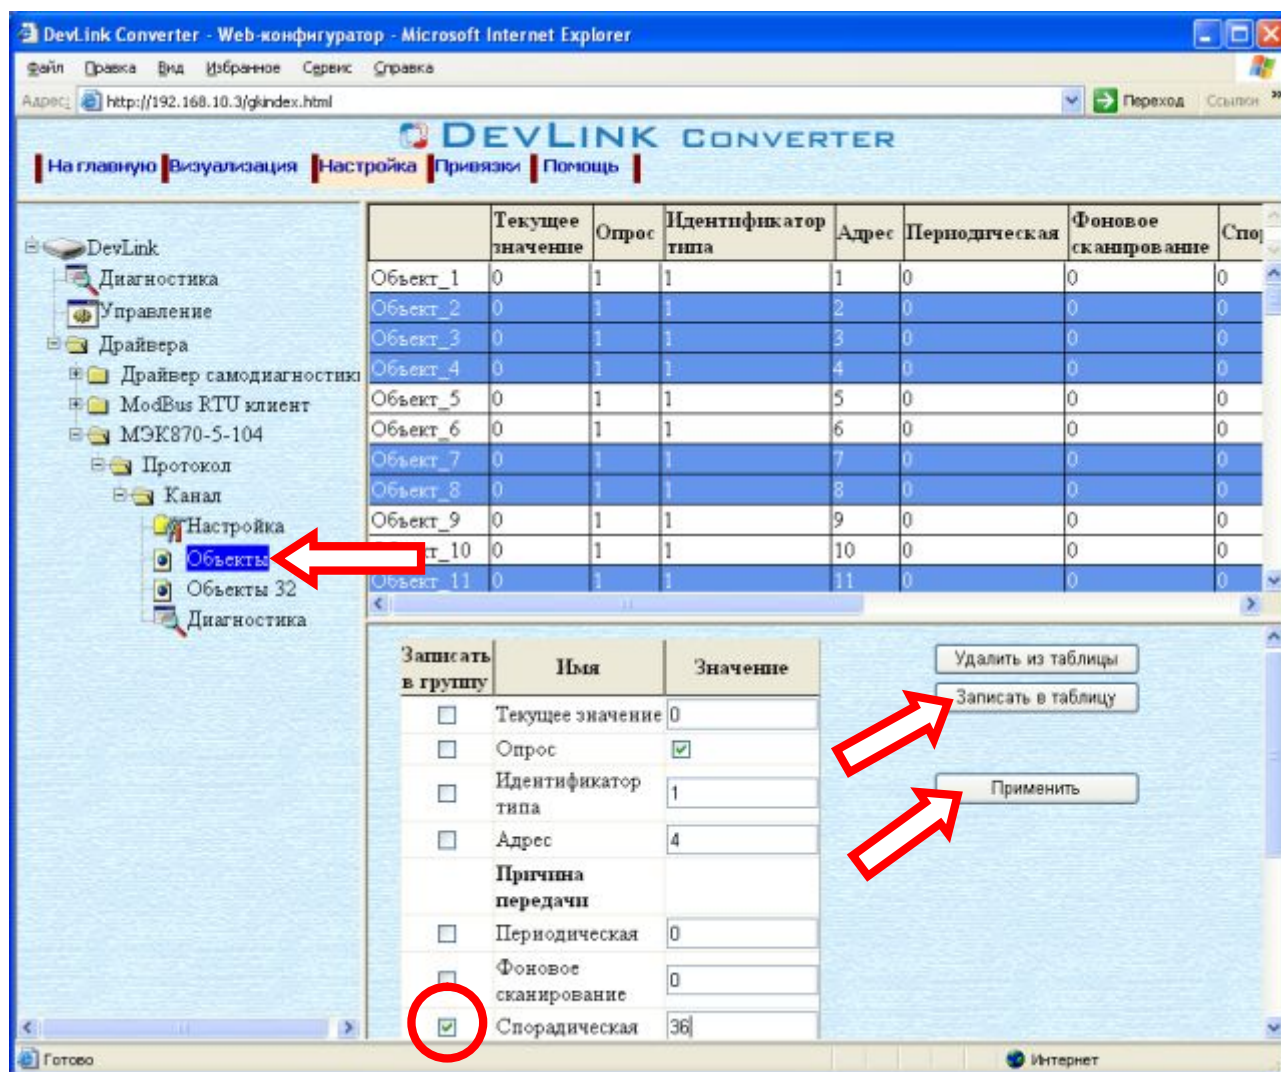 DevLink Converter - Web-конфигуратор - Microsoft Internet Explorer
Файл Правка Вид Избранное Сервис Справка
Адрес: http://192.168.10.3/gkindex.html Переход Ссылки »
DEVLINK CONVERTER
На главную Визуализация Настройка Привязки Помощь
DevLink
Диагностика
Управление
Драйвера
Драйвер самодиагностики
ModBus RTU клиент
МЭК870-5-104
Протокол
Канал
Настройка
Объекты
Объекты 32
Диагностика
Текущее значение Опрос Идентификатор типа Адрес Периодическая Фоновое сканирование Спор
Объект_1 0 1 1 1 0 0 0
Объект_2 0 1 1 2 0 0 0
Объект_3 0 1 1 3 0 0 0
Объект_4 0 1 1 4 0 0 0
Объект_5 0 1 1 5 0 0 0
Объект_6 0 1 1 6 0 0 0
Объект_7 0 1 1 7 0 0 0
Объект_8 0 1 1 8 0 0 0
Объект_9 0 1 1 9 0 0 0
кт_10 0 1 1 10 0 0 0
Объект_11 0 1 1 11 0 0 0
Записать в группу Имя Значение
Текущее значение 0
Опрос
Идентификатор типа 1
Адрес 4
Причина передачи
Периодическая 0
Фоновое сканирование 0
Спорадическая 36
Удалить из таблицы
Записать в таблицу
Применить
Готово Интернет